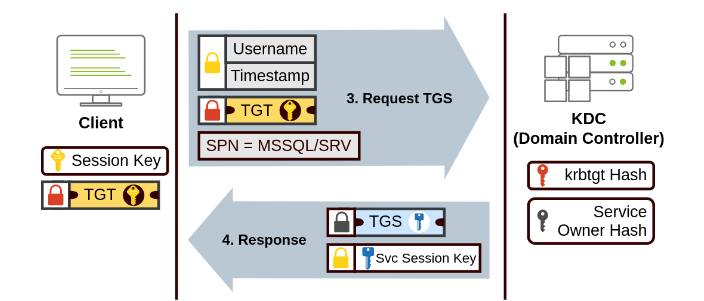 Username
Timestamp
TGT
3. Request TGS
SPN = MSSQL/SRV
Client
Session Key
TGT
KDC
(Domain Controller)
krbtgt Hash
Service
Owner Hash
4. Response
TGS
Svc Session Key